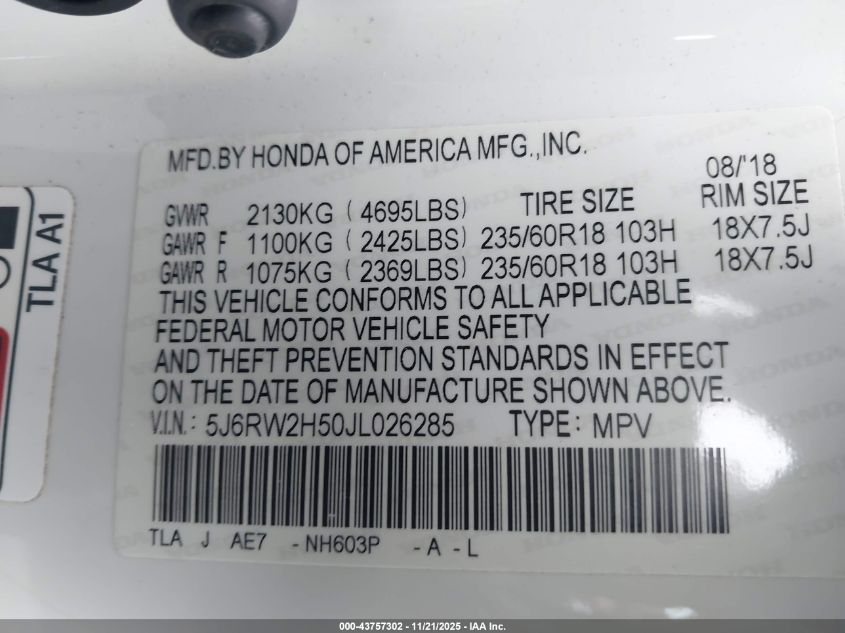 MFD.BY HONDA OF AMERICA MFG.,INC.
08/'18
GVWR 2130KG ( 4695LBS) TIRE SIZE RIM SIZE
GAWR F 1100KG ( 2425LBS) 235/60R18 103H 18X7.5J
GAWR R 1075KG ( 2369LBS) 235/60R18 103H 18X7.5J
THIS VEHICLE CONFORMS TO ALL APPLICABLE
FEDERAL MOTOR VEHICLE SAFETY
AND THEFT PREVENTION STANDARDS IN EFFECT
ON THE DATE OF MANUFACTURE SHOWN ABOVE.
V.I.N.: 5J6RW2H50JL026285 TYPE: MPV
TLA J AE7 -NH603P -A -L
TLA A1
000-43757302 - 11/21/2025 - IAA Inc.